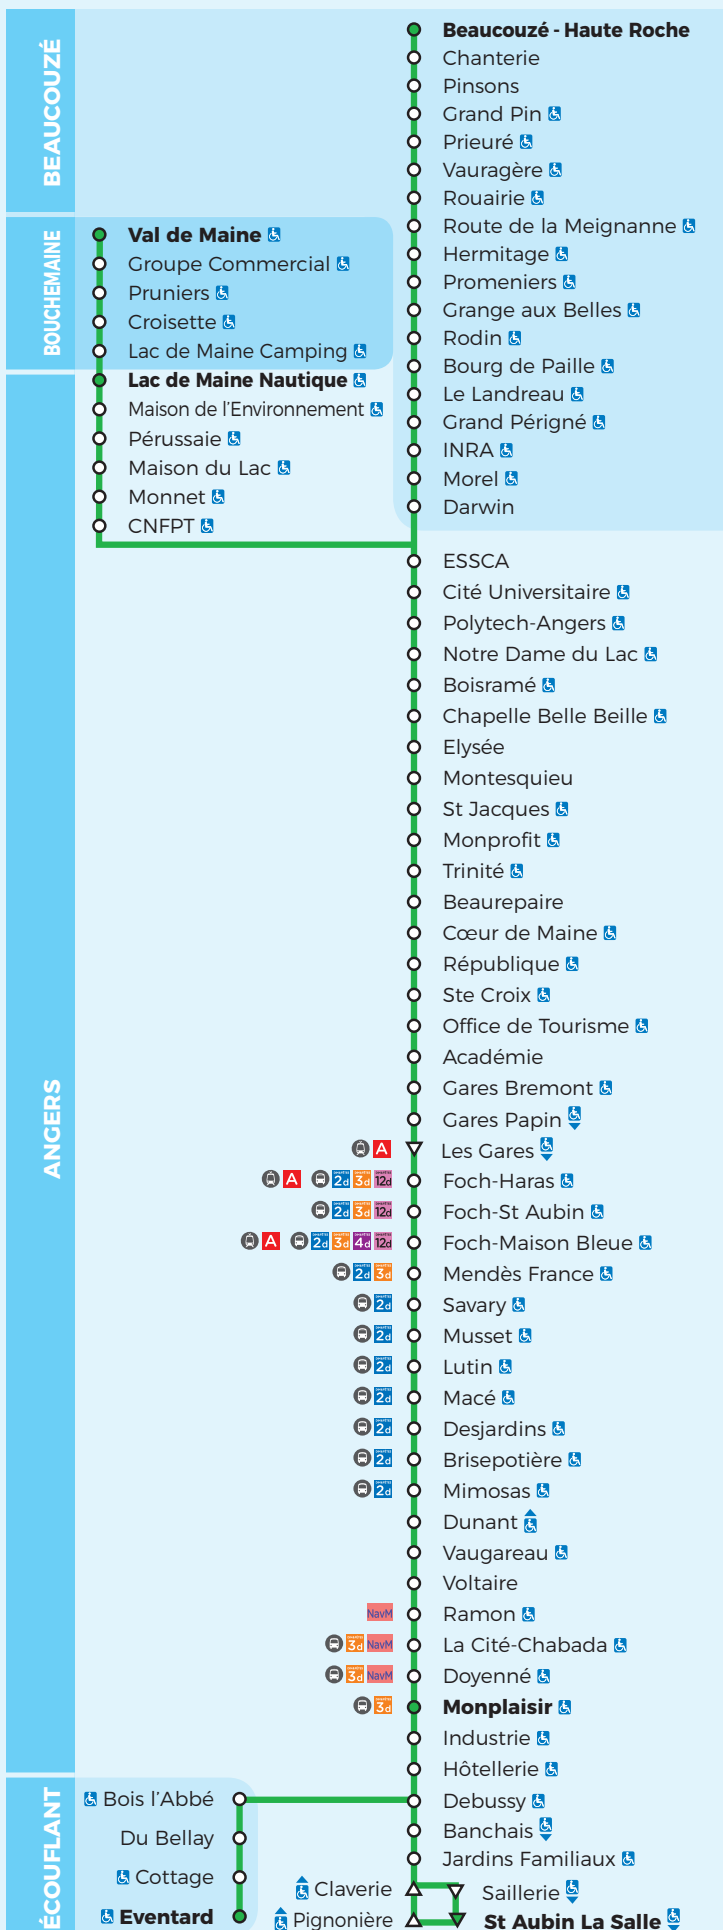 BEAUCOUZÉ
Beaucouzé - Haute Roche
Chanterie
Pinsons
Grand Pin
Prieuré
Vauragère
Rouairie
Route de la Meignanne
Hermitage
Promeniers
Grange aux Belles
Rodin
Bourg de Paille
Le Landreau
Grand Périgné
INRA
Morel
Darwin
BOUCHEMAINE
Val de Maine
Groupe Commercial
Pruniers
Croisette
Lac de Maine Camping
ANGERS
Lac de Maine Nautique
Maison de l'Environnement
Pérussaie
Maison du Lac
Monnet
CNFPT
ESSCA
Cité Universitaire
Polytech-Angers
Notre Dame du Lac
Boisramé
Chapelle Belle Beille
Elysée
Montesquieu
St Jacques
Monprofit
Trinité
Beaurepaire
Cœur de Maine
République
Ste Croix
Office de Tourisme
Académie
Gares Bremont
Gares Papin
A Les Gares
A 2d 3d 12d Foch-Haras
2d 3d 12d Foch-St Aubin
A 2d 3d 4d 12d Foch-Maison Bleue
2d 3d Mendès France
2d Savary
2d Musset
2d Lutin
2d Macé
2d Desjardins
2d Brisepotière
2d Mimosas
Dunant
Vaugareau
Voltaire
NavM Ramon
3d NavM La Cité-Chabada
3d NavM Doyenné
3d Monplaisir
Industrie
Hôtellerie
ÉCOUFLANT
Bois l'Abbé
Du Bellay
Cottage
Eventard
Debussy
Banchais
Jardins Familiaux
Claverie
Saillerie
Pignonière
St Aubin La Salle